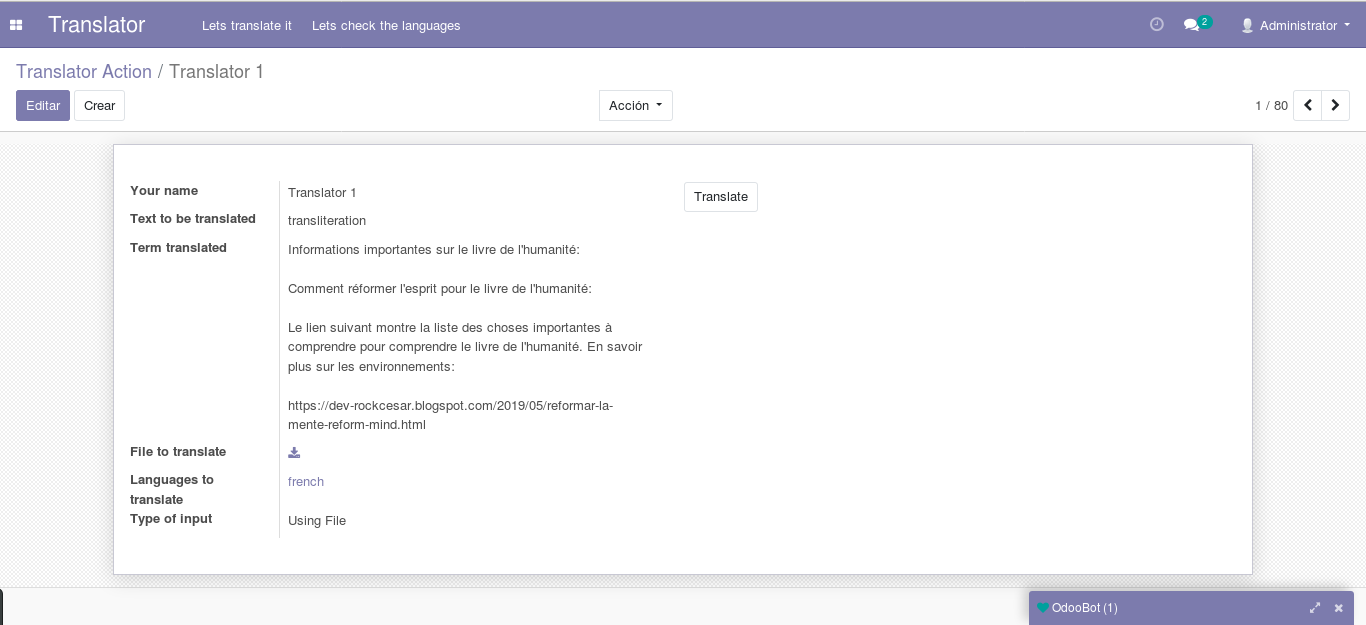 Translator
Lets translate it
Lets check the languages
2
Administrator
Translator Action / Translator 1
Editar
Crear
Acción
1 / 80
Your name
Translator 1
Translate
Text to be translated
transliteration
Term translated
Informations importantes sur le livre de l'humanité:
Comment réformer l'esprit pour le livre de l'humanité:
Le lien suivant montre la liste des choses importantes à
comprendre pour comprendre le livre de l'humanité. En savoir
plus sur les environnements:
https://dev-rockcesar.blogspot.com/2019/05/reformar-la-
mente-reform-mind.html
File to translate
Languages to
translate
french
Type of input
Using File
OdooBot (1)